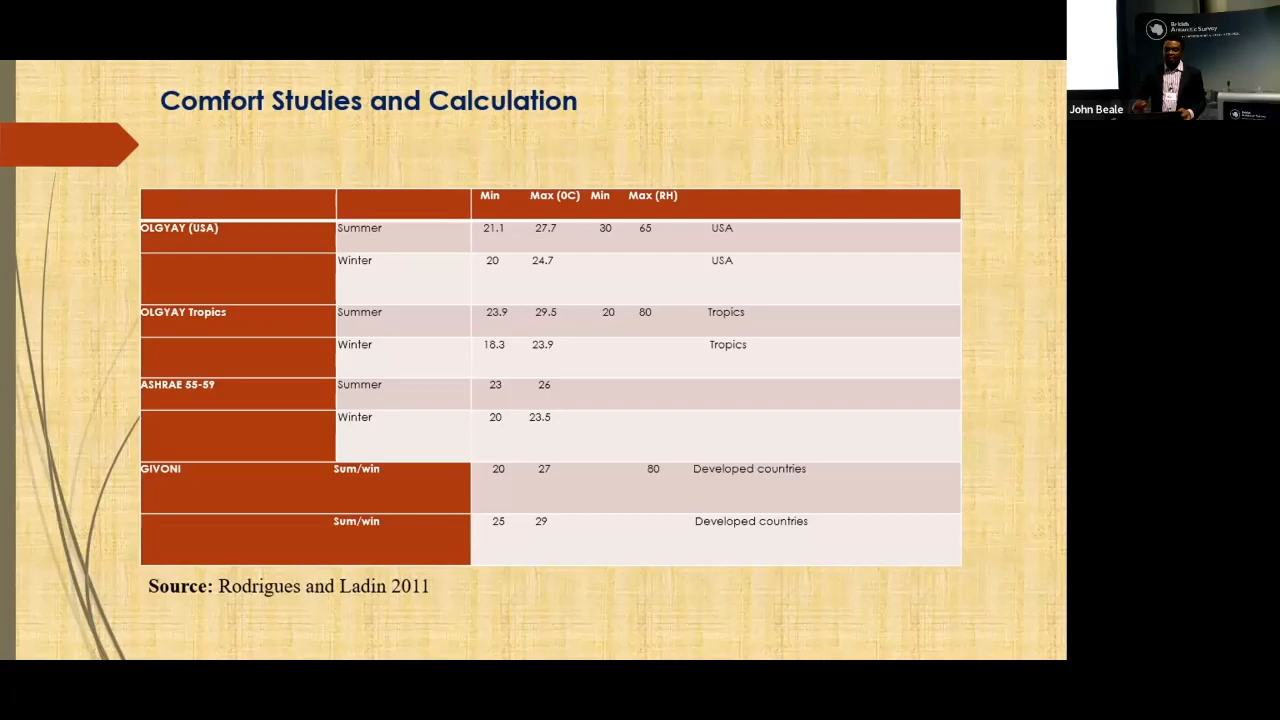 Comfort Studies and Calculation
Min Max (0C) Min Max (RH)
OLGYAY (USA) Summer 21.1 27.7 30 65 USA
Winter 20 24.7 USA
OLGYAY Tropics Summer 23.9 29.5 20 80 Tropics
Winter 18.3 23.9 Tropics
ASHRAE 55-59 Summer 23 26
Winter 20 23.5
GIVONI Sum/win 20 27 80 Developed countries
Sum/win 25 29 Developed countries
Source: Rodrigues and Ladin 2011
British
Antarctic Survey
John Beale